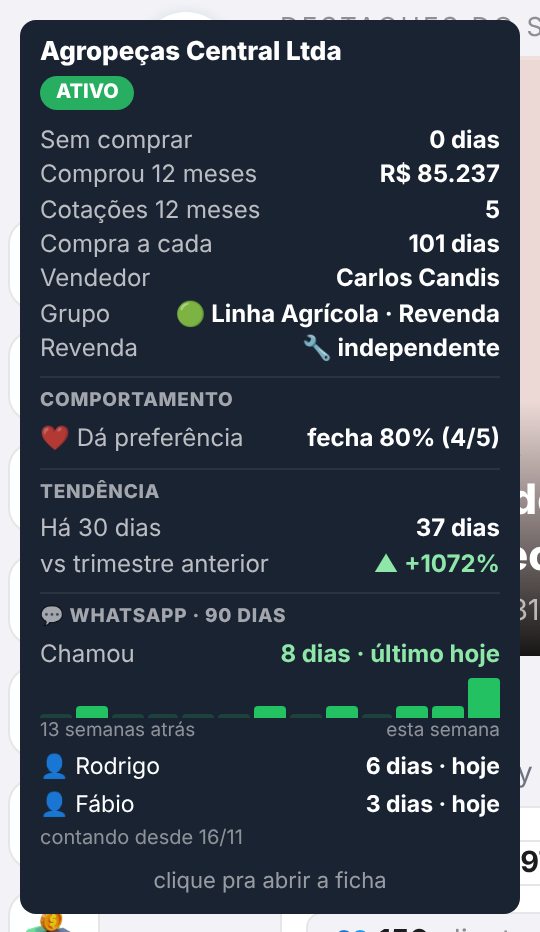 DESTAQUES DO S
Agropeças Central Ltda
ATIVO
Sem comprar 0 dias
Comprou 12 meses R$ 85.237
Cotações 12 meses 5
Compra a cada 101 dias
Vendedor Carlos Candis
Grupo 🟢 Linha Agrícola · Revenda
Revenda 🔧 independente
COMPORTAMENTO
❤️ Dá preferência fecha 80% (4/5)
TENDÊNCIA
Há 30 dias 37 dias
vs trimestre anterior ▲ +1072%
💬 WHATSAPP · 90 DIAS
Chamou 8 dias · último hoje
13 semanas atrás esta semana
👤 Rodrigo 6 dias · hoje
👤 Fábio 3 dias · hoje
contando desde 16/11
clique pra abrir a ficha